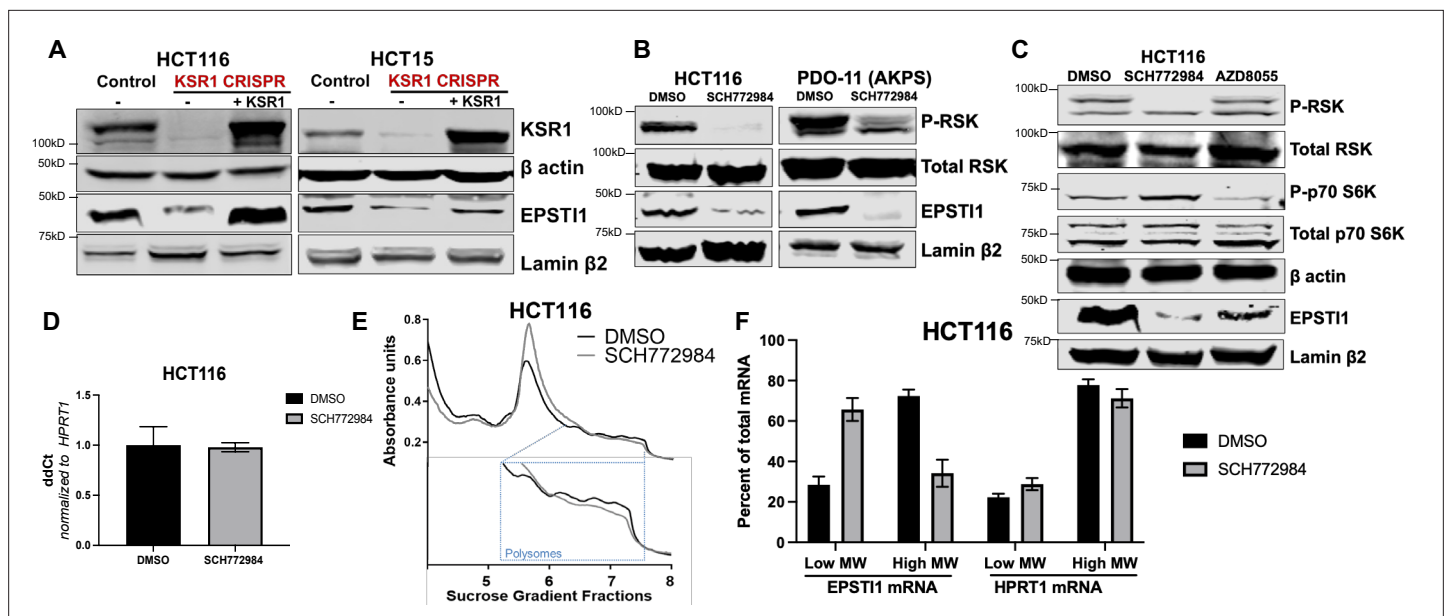 A
HCT116
HCT15
Control
KSR1 CRISPR
Control
KSR1 CRISPR
-
-
+ KSR1
-
-
+ KSR1
100kD
KSR1
50kD
β actin
EPSTI1
75kD
Lamin β2
B
HCT116
PDO-11 (AKPS)
DMSO
SCH772984
DMSO
SCH772984
100kD
P-RSK
100kD
Total RSK
50kD
EPSTI1
75kD
Lamin β2
C
HCT116
DMSO
SCH772984
AZD8055
100kD
P-RSK
100kD
Total RSK
75kD
P-p70 S6K
75kD
Total p70 S6K
50kD
β actin
50kD
EPSTI1
75kD
Lamin β2
D
HCT116
ddCt
normalized to HPRT1
1.5
1.0
0.5
0.0
DMSO
SCH772984
DMSO
SCH772984
E
HCT116
DMSO
SCH772984
Absorbance units
0.8
0.6
0.4
0.2
Polysomes
5
6
7
8
Sucrose Gradient Fractions
F
HCT116
Percent of total mRNA
100
80
60
40
20
0
Low MW
High MW
Low MW
High MW
EPSTI1 mRNA
HPRT1 mRNA
DMSO
SCH772984